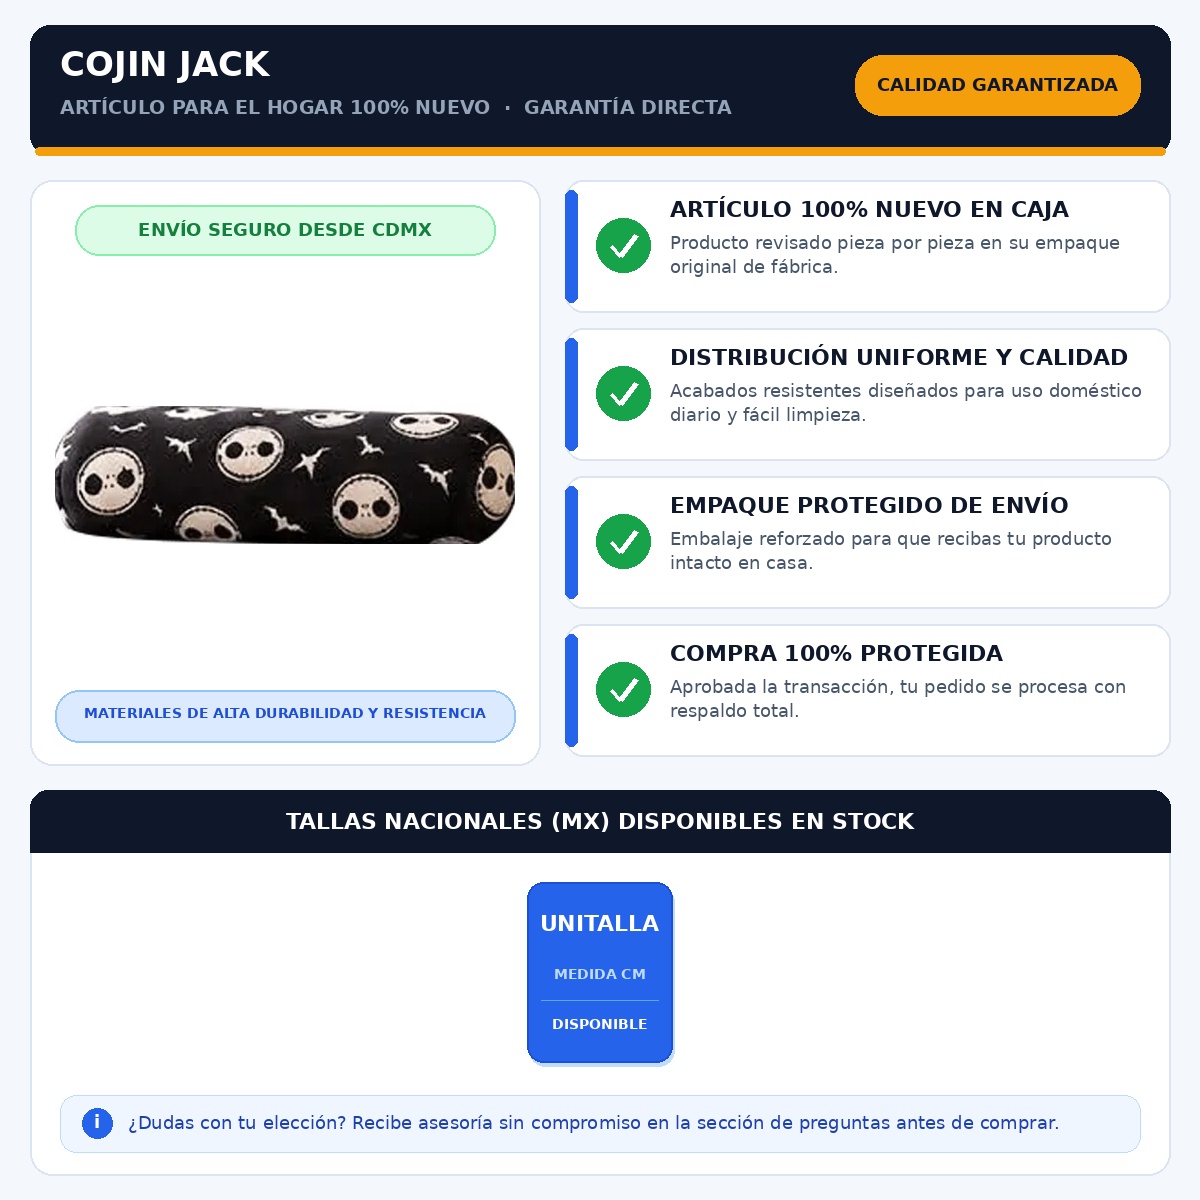 COJIN JACK
ARTÍCULO PARA EL HOGAR 100% NUEVO · GARANTÍA DIRECTA
CALIDAD GARANTIZADA
ENVÍO SEGURO DESDE CDMX
MATERIALES DE ALTA DURABILIDAD Y RESISTENCIA
ARTÍCULO 100% NUEVO EN CAJA
Producto revisado pieza por pieza en su empaque
original de fábrica.
DISTRIBUCIÓN UNIFORME Y CALIDAD
Acabados resistentes diseñados para uso doméstico
diario y fácil limpieza.
EMPAQUE PROTEGIDO DE ENVÍO
Embalaje reforzado para que recibas tu producto
intacto en casa.
COMPRA 100% PROTEGIDA
Aprobada la transacción, tu pedido se procesa con
respaldo total.
TALLAS NACIONALES (MX) DISPONIBLES EN STOCK
UNITALLA
MEDIDA CM
DISPONIBLE
i ¿Dudas con tu elección? Recibe asesoría sin compromiso en la sección de preguntas antes de comprar.